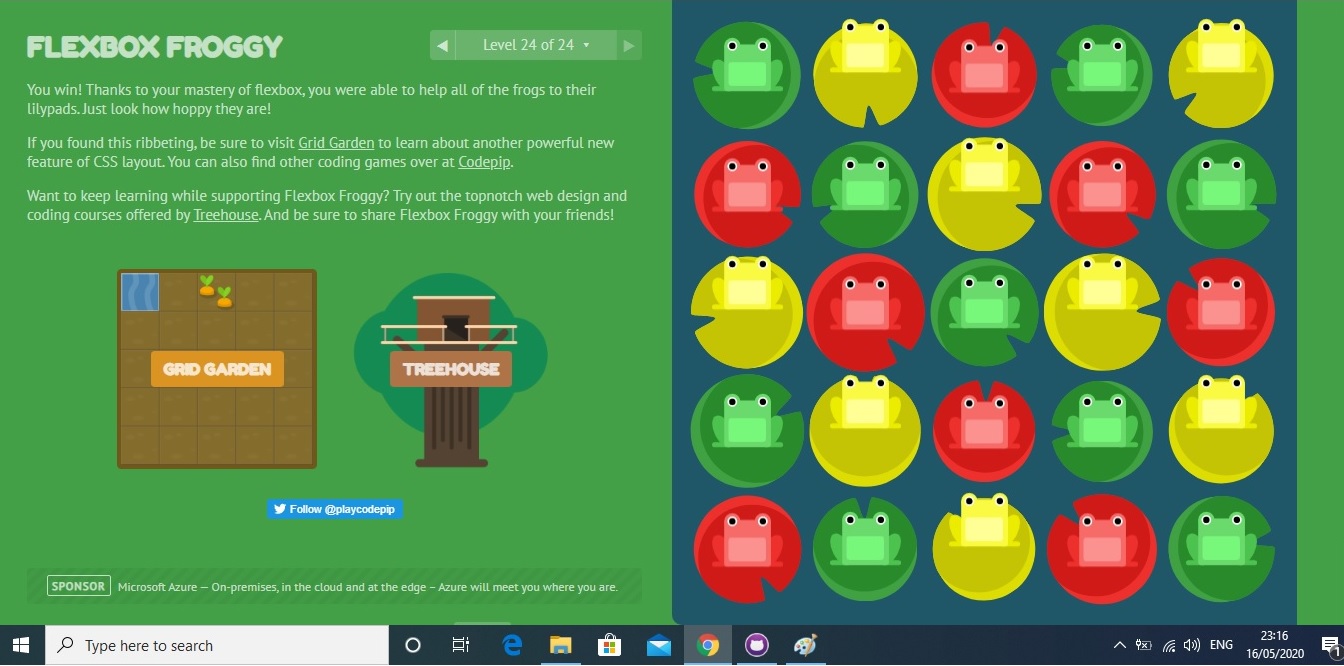 FLEXBOX FROGGY
Level 24 of 24
You win! Thanks to your mastery of flexbox, you were able to help all of the frogs to their
lilypads. Just look how hoppy they are!
If you found this ribbeting, be sure to visit Grid Garden to learn about another powerful new
feature of CSS layout. You can also find other coding games over at Codepip.
Want to keep learning while supporting Flexbox Froggy? Try out the topnotch web design and
coding courses offered by Treehouse. And be sure to share Flexbox Froggy with your friends!
GRID GARDEN
TREEHOUSE
Follow @playcodepip
SPONSOR Microsoft Azure — On-premises, in the cloud and at the edge – Azure will meet you where you are.
Type here to search
ENG
23:16
16/05/2020
1